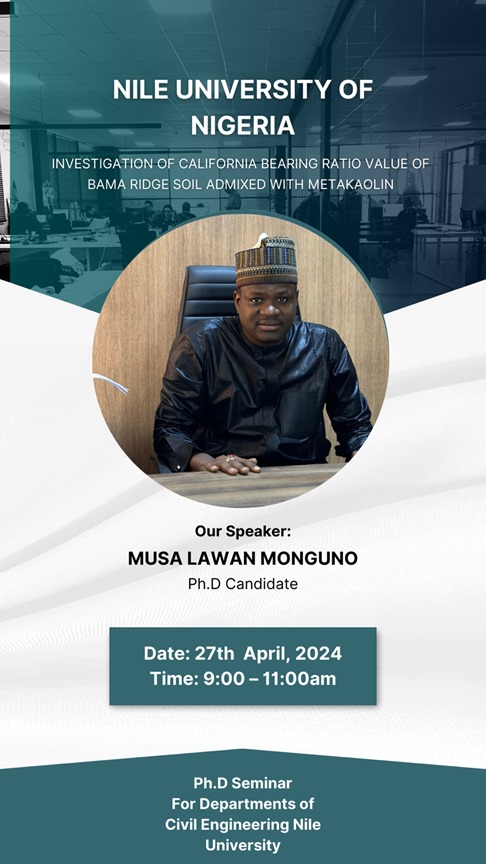 NILE UNIVERSITY OF
NIGERIA
INVESTIGATION OF CALIFORNIA BEARING RATIO VALUE OF
BAMA RIDGE SOIL ADMIXED WITH METAKAOLIN
Our Speaker:
MUSA LAWAN MONGUNO
Ph.D Candidate
Date: 27th April, 2024
Time: 9:00 – 11:00am
Ph.D Seminar
For Departments of
Civil Engineering Nile
University